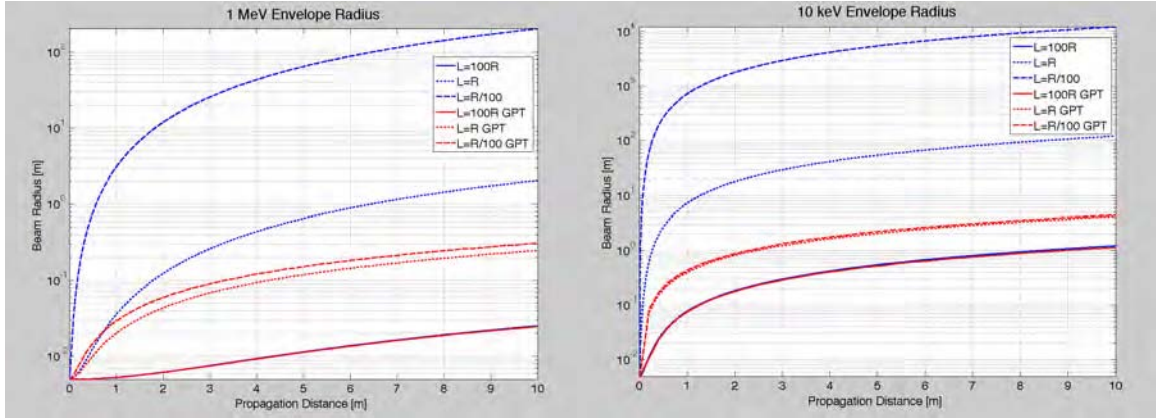 1 MeV Envelope Radius
10²
10¹
10⁰
10⁻¹
10⁻²
Beam Radius [m]
L=100R
L=R
L=R/100
L=100R GPT
L=R GPT
L=R/100 GPT
0 1 2 3 4 5 6 7 8 9 10
Propagation Distance [m]
10 keV Envelope Radius
10⁴
10³
10²
10¹
10⁰
10⁻¹
10⁻²
Beam Radius [m]
L=100R
L=R
L=R/100
L=100R GPT
L=R GPT
L=R/100 GPT
0 1 2 3 4 5 6 7 8 9 10
Propagation Distance [m]